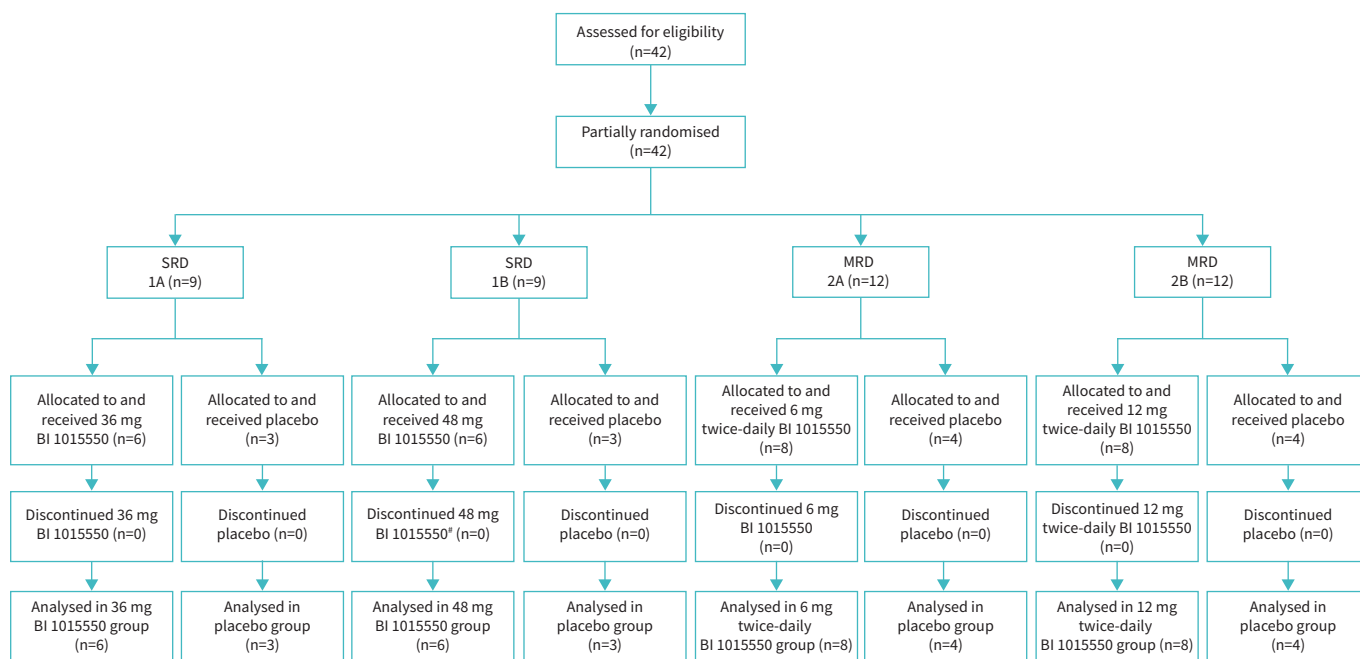 Assessed for eligibility
(n=42)
Partially randomised
(n=42)
SRD
1A (n=9)
SRD
1B (n=9)
MRD
2A (n=12)
MRD
2B (n=12)
Allocated to and
received 36 mg
BI 1015550 (n=6)
Allocated to and
received placebo
(n=3)
Allocated to and
received 48 mg
BI 1015550 (n=6)
Allocated to and
received placebo
(n=3)
Allocated to and
received 6 mg
twice-daily BI 1015550
(n=8)
Allocated to and
received placebo
(n=4)
Allocated to and
received 12 mg
twice-daily BI 1015550
(n=8)
Allocated to and
received placebo
(n=4)
Discontinued 36 mg
BI 1015550 (n=0)
Discontinued
placebo (n=0)
Discontinued 48 mg
BI 1015550# (n=0)
Discontinued
placebo (n=0)
Discontinued 6 mg
BI 1015550
(n=0)
Discontinued
placebo (n=0)
Discontinued 12 mg
twice-daily BI 1015550
(n=0)
Discontinued
placebo (n=0)
Analysed in 36 mg
BI 1015550 group
(n=6)
Analysed in
placebo group
(n=3)
Analysed in 48 mg
BI 1015550 group
(n=6)
Analysed in
placebo group
(n=3)
Analysed in 6 mg
twice-daily
BI 1015550 group (n=8)
Analysed in
placebo group
(n=4)
Analysed in 12 mg
twice-daily
BI 1015550 group (n=8)
Analysed in
placebo group
(n=4)